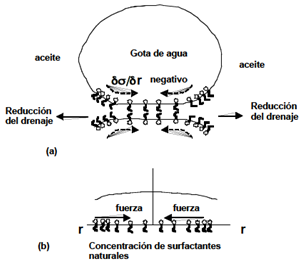 Gota de agua
aceite
aceite
δσ/δr negativo
Reducción
del drenaje
Reducción
del drenaje
(a)
fuerza
fuerza
r
r
(b)
Concentración de surfactantes
naturales